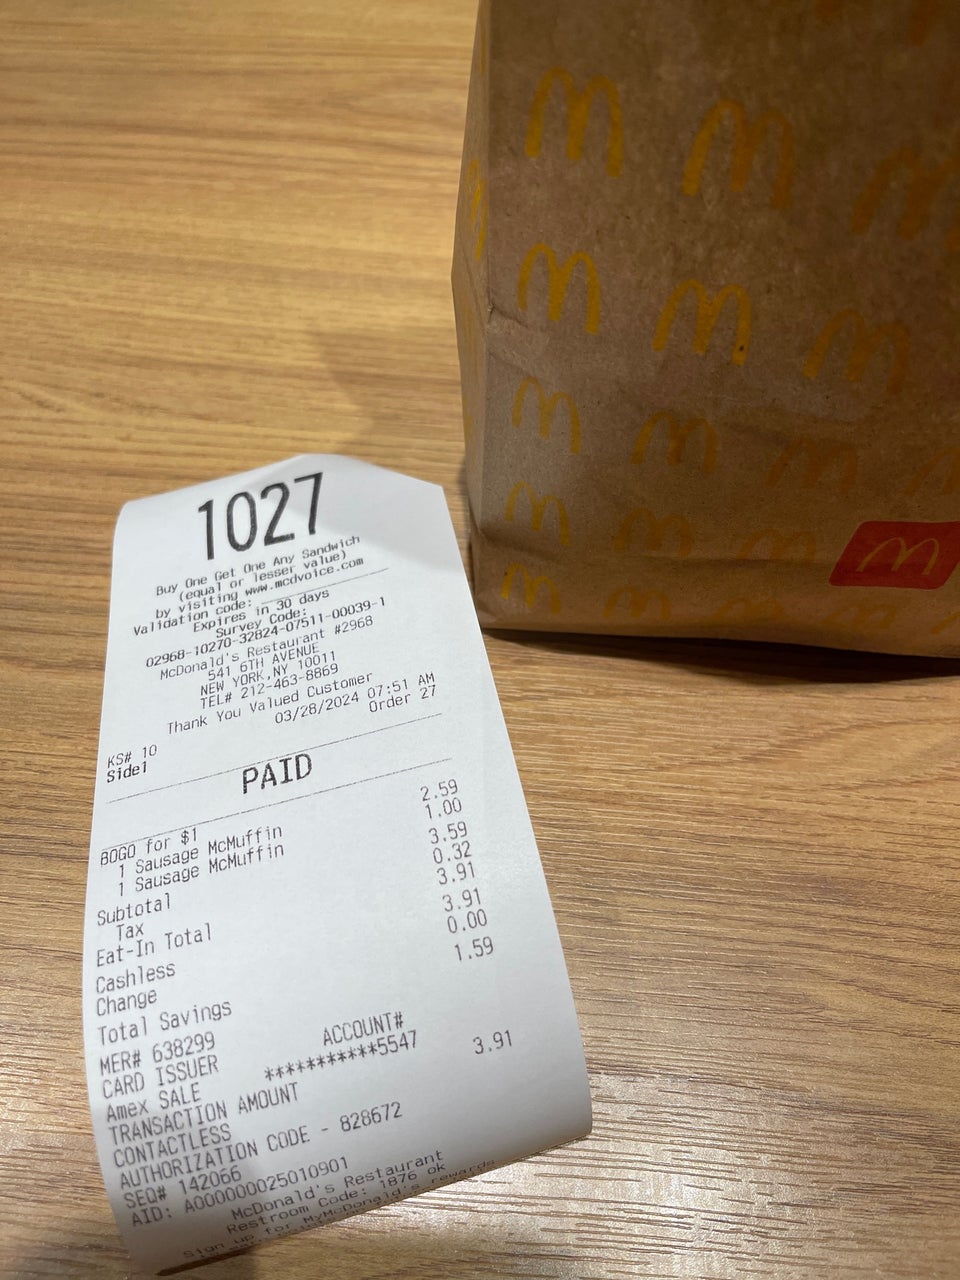 1027
Buy One Get One Any Sandwich
(equal or lesser value)
by visiting www.mcdvoice.com
Validation code:
Expires in 30 days
Survey Code:
02968-10270-32824-07511-00039-1
McDonald's Restaurant #2968
541 6TH AVENUE
NEW YORK,NY 10011
TEL# 212-463-8869
Thank You Valued Customer
03/28/2024 07:51 AM
Order 27
KS# 10
Side1
PAID
BOGO for $1
1 Sausage McMuffin 2.59
1 Sausage McMuffin 1.00
Subtotal 3.59
Tax 0.32
Eat-In Total 3.91
Cashless 3.91
Change 0.00
Total Savings 1.59
MER# 638299
CARD ISSUER ACCOUNT#
Amex SALE ***********5547
TRANSACTION AMOUNT 3.91
CONTACTLESS
AUTHORIZATION CODE - 828672
SEQ# 142066
AID: A000000025010901
McDonald's Restaurant
Restroom Code: 1876 ok
Sign up for MyMcDonald's rewards